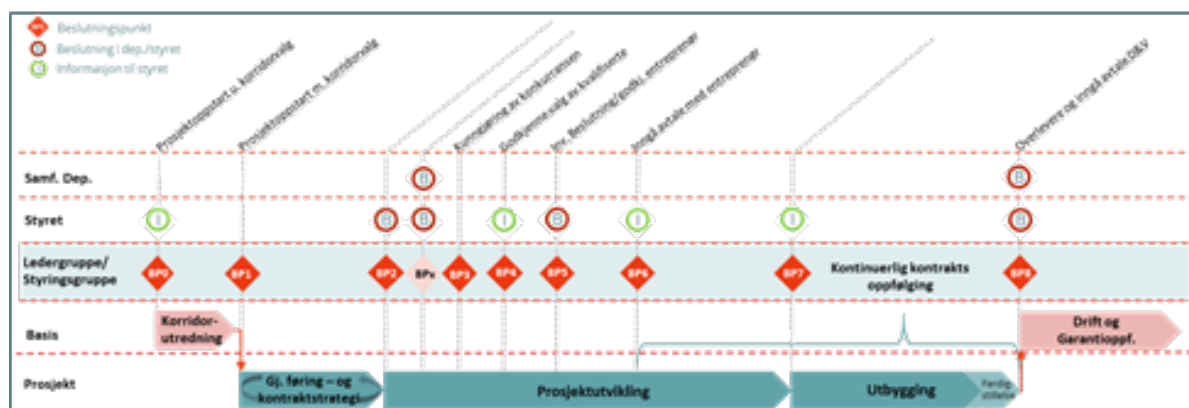 BP1 Beslutningspunkt
B Beslutning i dep./styret
I Informasjon til styret
Prosjektoppstart u. korridorvalg
Prosjektoppstart m. korridorvalg
Kunngjøring av konkurransen
Godkjenne valg av kvalifiserte
Inv. Beslutning/godkj. entreprenør
Inngå avtale med entreprenør
Overlevere og inngå avtale D&V
Samf. Dep.
B
B
Styret
I
B
B
I
B
I
I
B
Ledergruppe/
Styringsgruppe
BP0
BP1
BP2
BPx
BP3
BP4
BP5
BP6
BP7
Kontinuerlig kontrakts
oppfølging
BP8
Basis
Korridor-
utredning
Drift og
Garantioppf.
Prosjekt
Gj. føring – og
kontraktstrategi
Prosjektutvikling
Utbygging
Ferdig-
stillelse